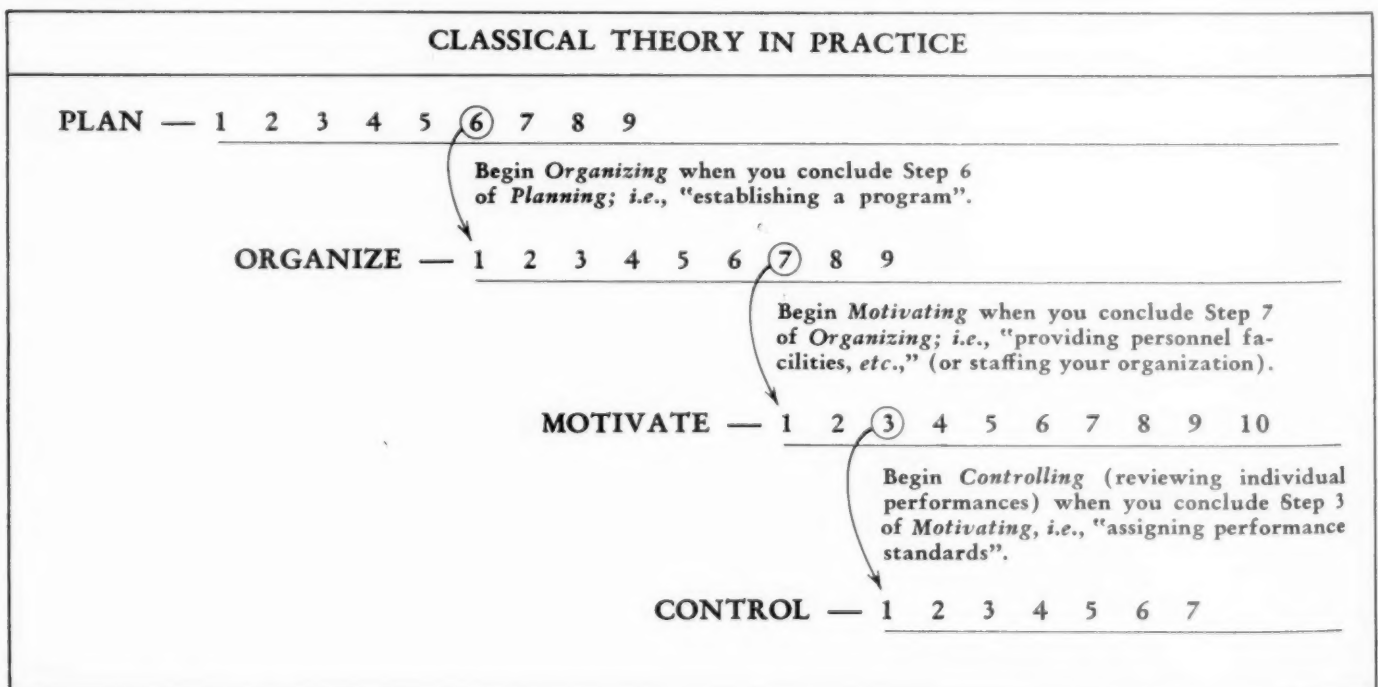 CLASSICAL THEORY IN PRACTICE
PLAN — 1 2 3 4 5 6 7 8 9
Begin Organizing when you conclude Step 6
of Planning; i.e., "establishing a program".
ORGANIZE — 1 2 3 4 5 6 7 8 9
Begin Motivating when you conclude Step 7
of Organizing; i.e., "providing personnel fa-
cilities, etc.," (or staffing your organization).
MOTIVATE — 1 2 3 4 5 6 7 8 9 10
Begin Controlling (reviewing individual
performances) when you conclude Step 3
of Motivating, i.e., "assigning performance
standards".
CONTROL — 1 2 3 4 5 6 7